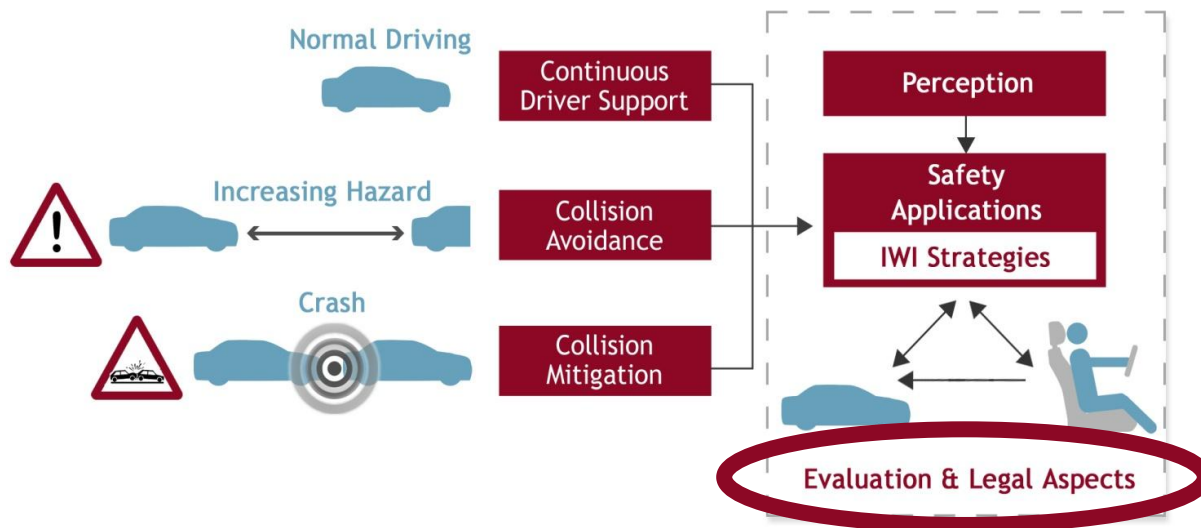 Normal Driving
Continuous
Driver Support
Increasing Hazard
!
Collision
Avoidance
Crash
Collision
Mitigation
Perception
Safety
Applications
IWI Strategies
Evaluation & Legal Aspects